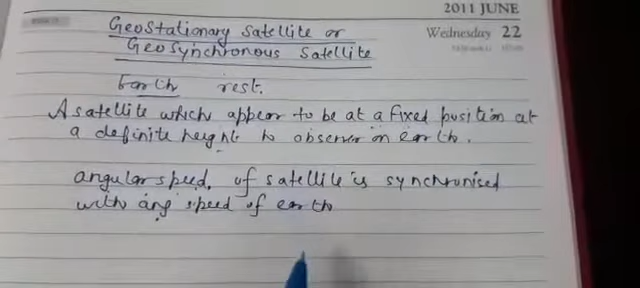 2011 JUNE
Wednesday 22
GeoStationary Satellite or
GeoSynchronous Satellite
Earth rest.
A satellite which appear to be at a fixed position at
a definite height to observer on earth.
angular speed. of satellite is synchronised
with ang speed of earth